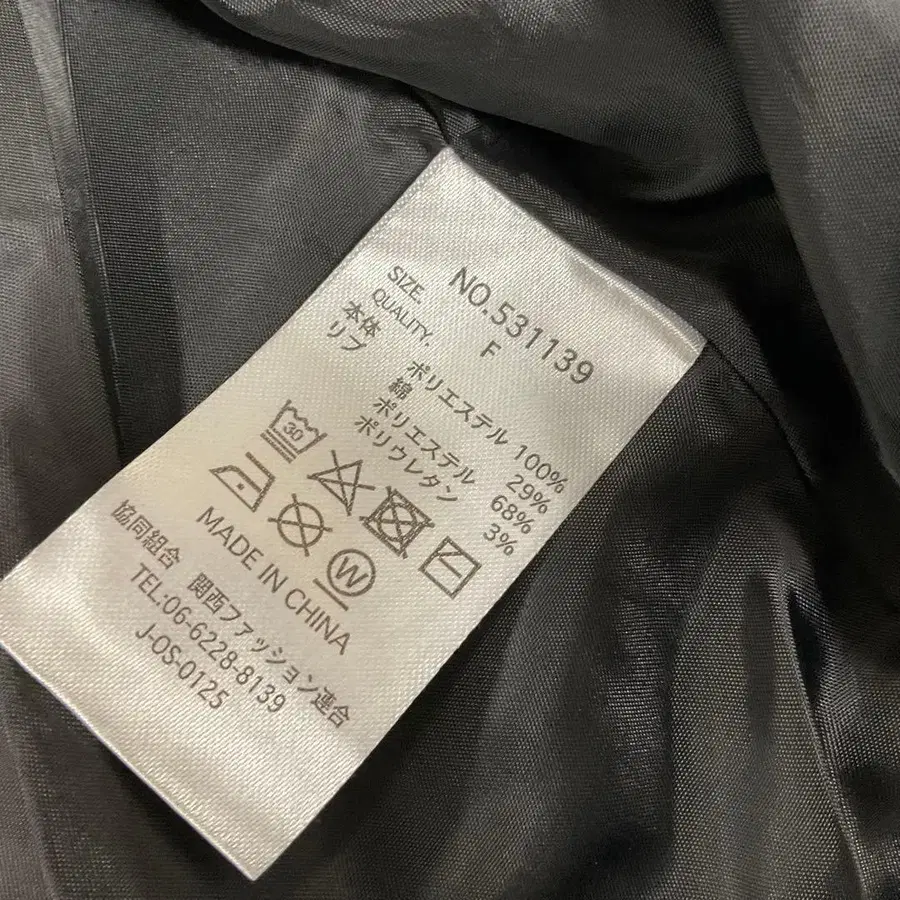 NO.531139
SIZE. F
QUALITY.
本体 ポリエステル 100%
リブ 綿 29%
ポリエステル 68%
ポリウレタン 3%
30
W
MADE IN CHINA
協同組合 関西ファッション連合
TEL:06-6228-8139
J-OS-0125